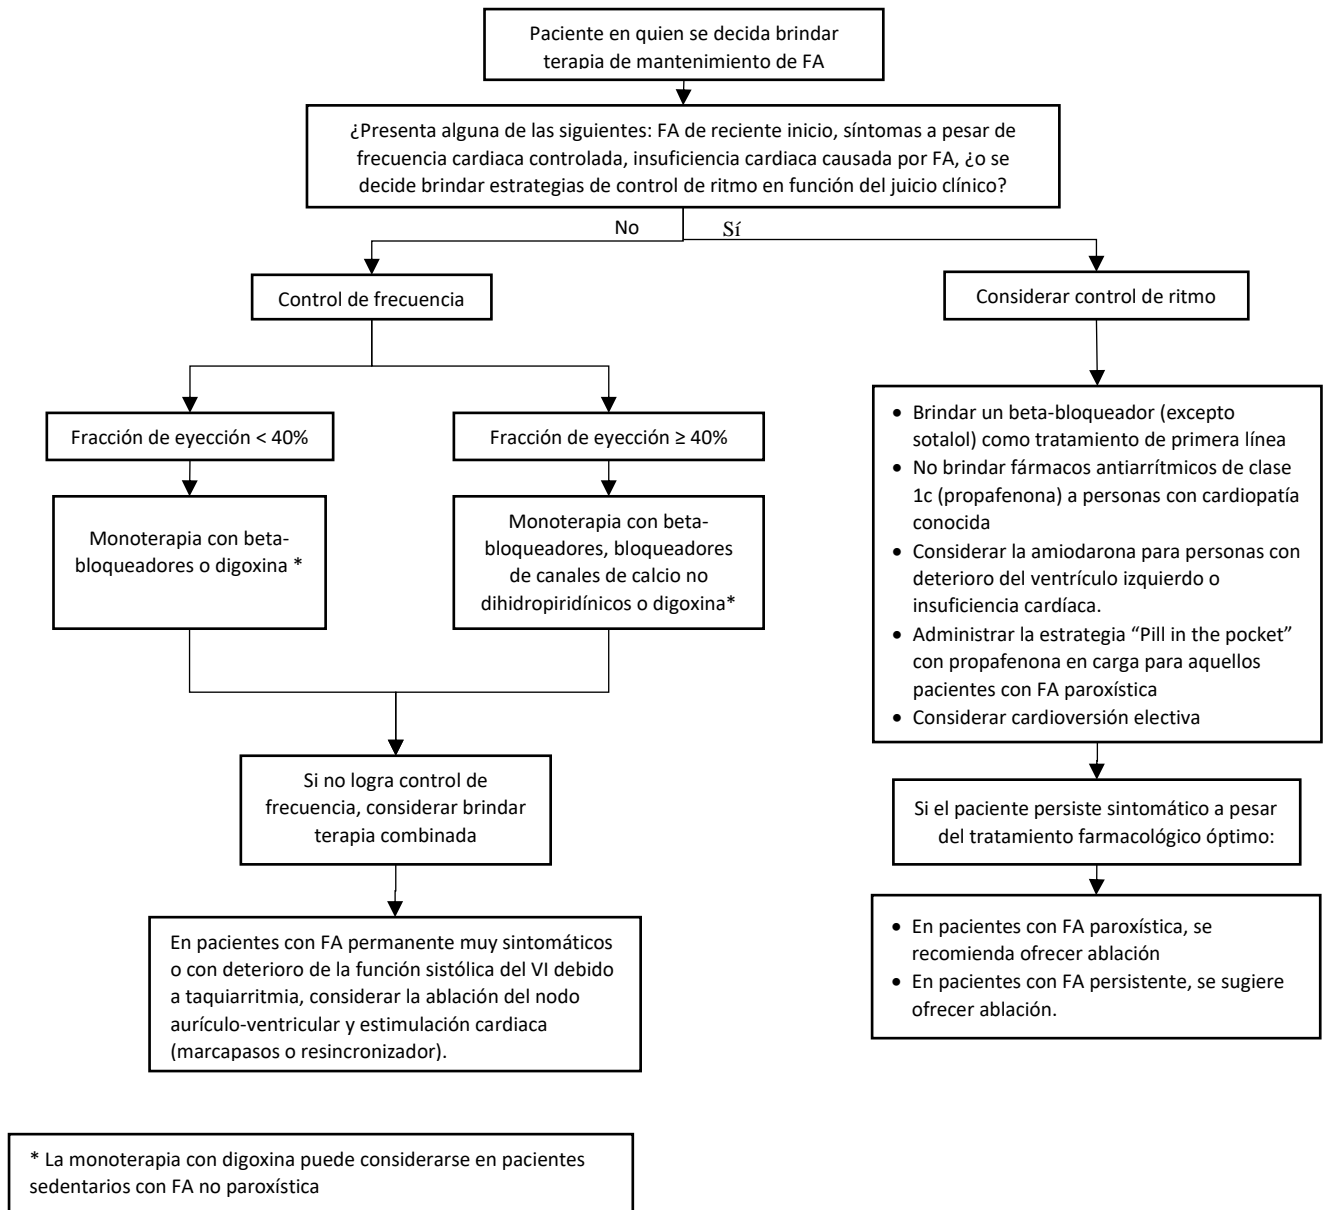 Paciente en quien se decida brindar
terapia de mantenimiento de FA
¿Presenta alguna de las siguientes: FA de reciente inicio, síntomas a pesar de
frecuencia cardiaca controlada, insuficiencia cardiaca causada por FA, ¿o se
decide brindar estrategias de control de ritmo en función del juicio clínico?
No
Sí
Control de frecuencia
Considerar control de ritmo
Fracción de eyección < 40%
Fracción de eyección ≥ 40%
Monoterapia con beta-
bloqueadores o digoxina *
Monoterapia con beta-
bloqueadores, bloqueadores
de canales de calcio no
dihidropiridínicos o digoxina*
• Brindar un beta-bloqueador (excepto
sotalol) como tratamiento de primera línea
• No brindar fármacos antiarrítmicos de clase
1c (propafenona) a personas con cardiopatía
conocida
• Considerar la amiodarona para personas con
deterioro del ventrículo izquierdo o
insuficiencia cardíaca.
• Administrar la estrategia “Pill in the pocket”
con propafenona en carga para aquellos
pacientes con FA paroxística
• Considerar cardioversión electiva
Si no logra control de
frecuencia, considerar brindar
terapia combinada
Si el paciente persiste sintomático a pesar
del tratamiento farmacológico óptimo:
En pacientes con FA permanente muy sintomáticos
o con deterioro de la función sistólica del VI debido
a taquiarritmia, considerar la ablación del nodo
aurículo-ventricular y estimulación cardiaca
(marcapasos o resincronizador).
• En pacientes con FA paroxística, se
recomienda ofrecer ablación
• En pacientes con FA persistente, se sugiere
ofrecer ablación.
* La monoterapia con digoxina puede considerarse en pacientes
sedentarios con FA no paroxística